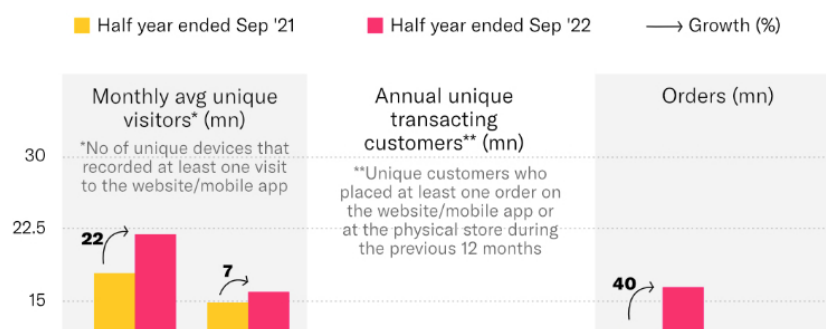 Half year ended Sep '21
Half year ended Sep '22
Growth (%)
Monthly avg unique
visitors* (mn)
*No of unique devices that
recorded at least one visit
to the website/mobile app
Annual unique
transacting
customers** (mn)
**Unique customers who
placed at least one order on
the website/mobile app or
at the physical store during
the previous 12 months
Orders (mn)
30
22.5
15
22
7
40